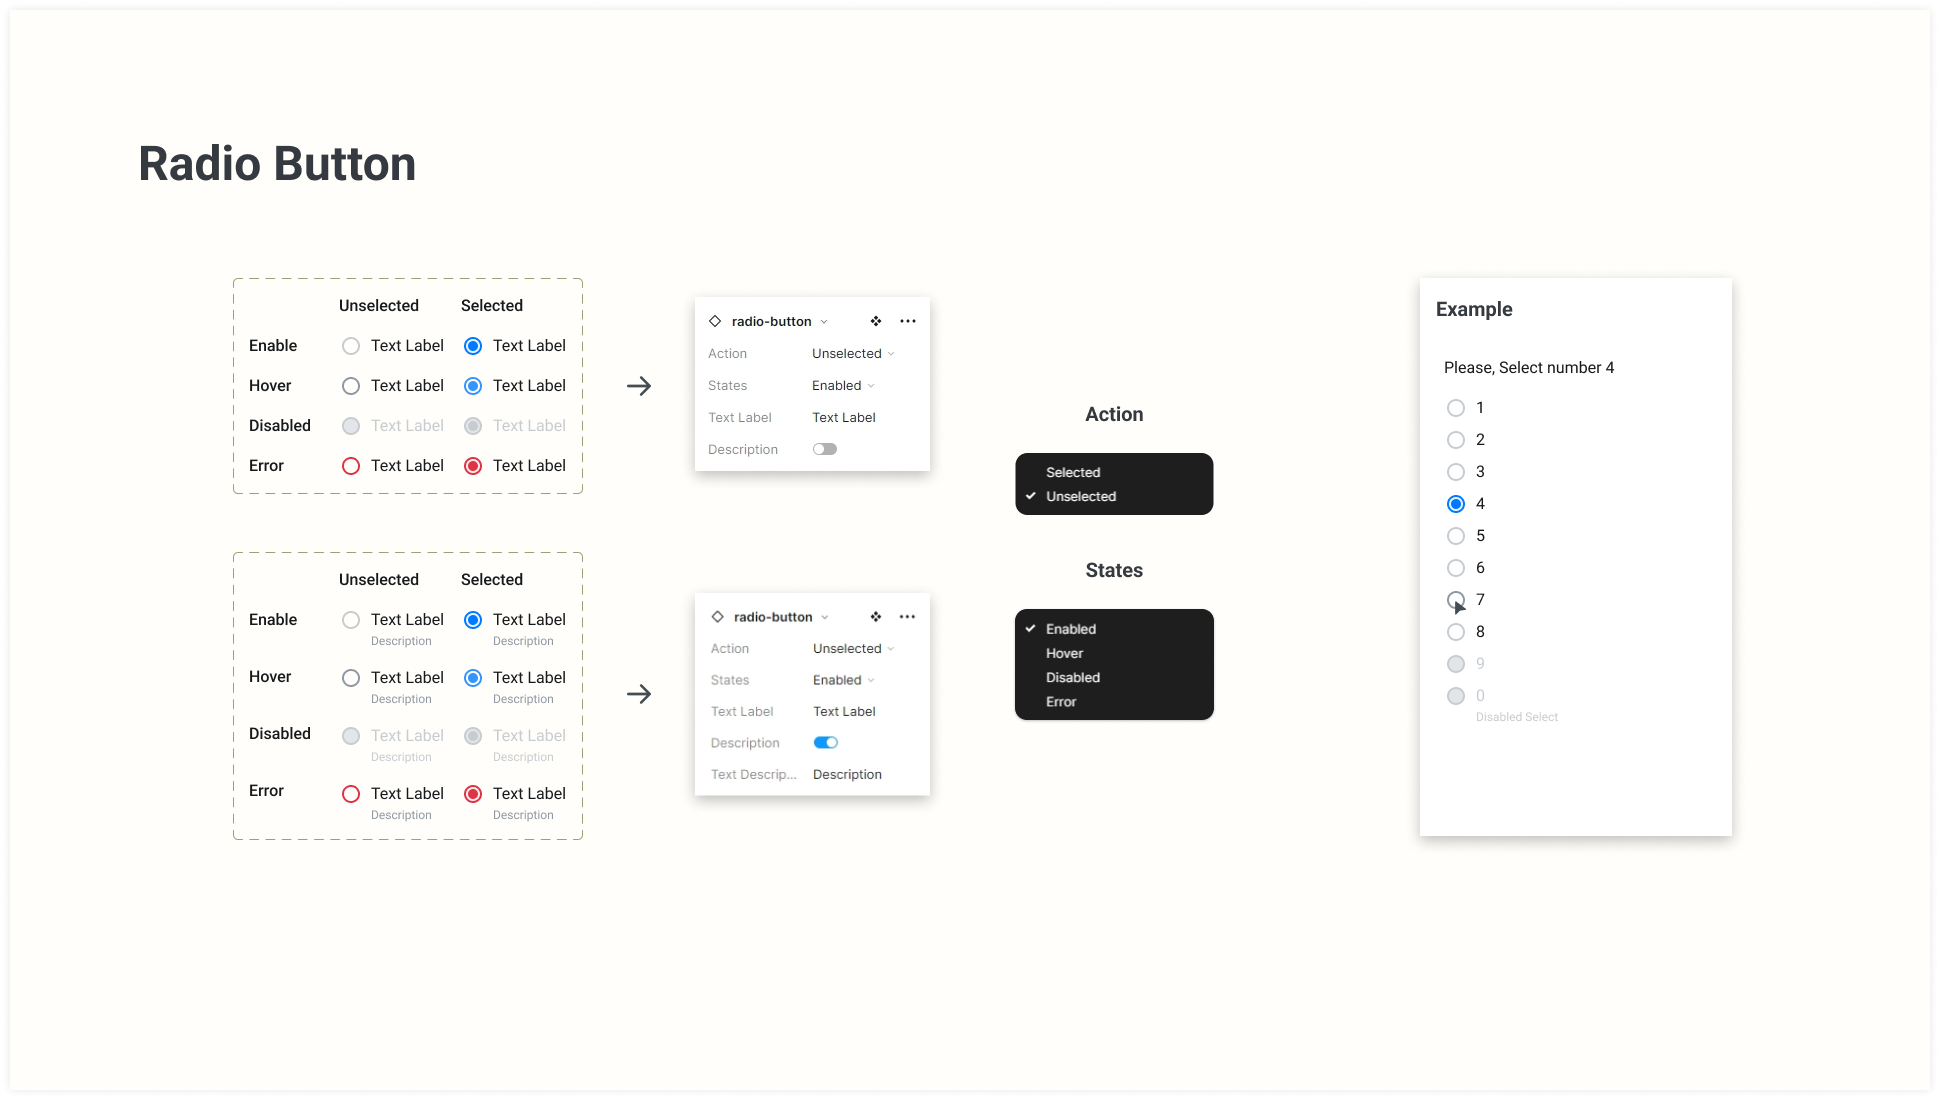 Radio Button
Unselected Selected
Enable Text Label Text Label
Hover Text Label Text Label
Disabled Text Label Text Label
Error Text Label Text Label
radio-button
Action Unselected
States Enabled
Text Label Text Label
Description
Unselected Selected
Enable Text Label Text Label
Description Description
Hover Text Label Text Label
Description Description
Disabled Text Label Text Label
Description Description
Error Text Label Text Label
Description Description
radio-button
Action Unselected
States Enabled
Text Label Text Label
Description
Text Descrip... Description
Action
Selected
Unselected
States
Enabled
Hover
Disabled
Error
Example
Please, Select number 4
1
2
3
4
5
6
7
8
9
0
Disabled Select